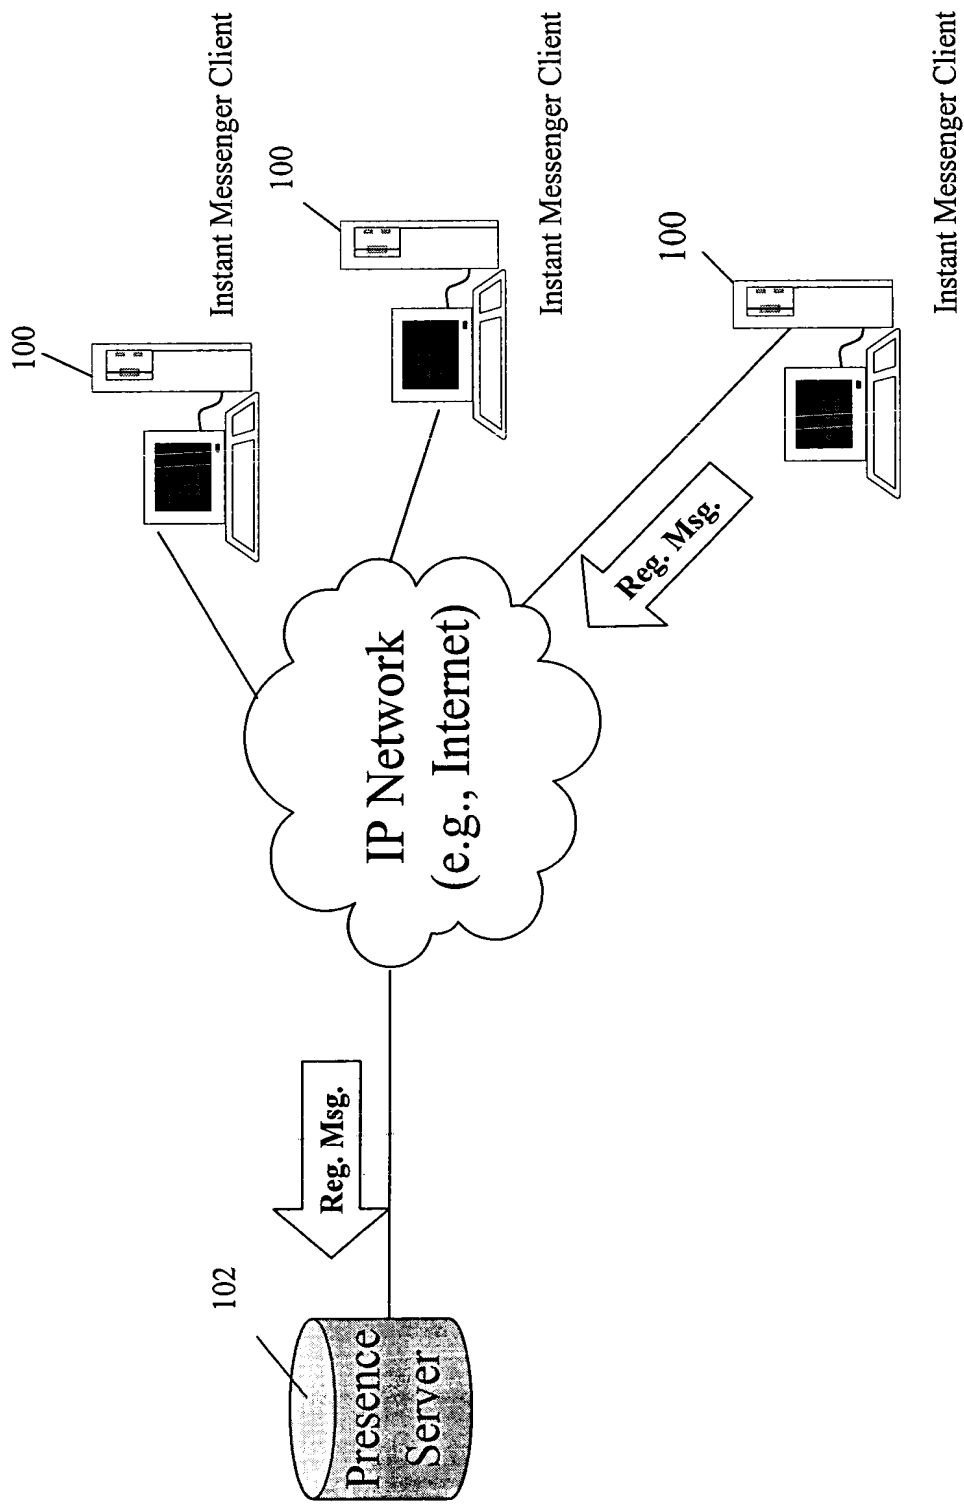 100
Instant Messenger Client
100
Instant Messenger Client
100
Instant Messenger Client
Reg. Msg.
IP Network
(e.g., Internet)
Reg. Msg.
102
Presence
Server